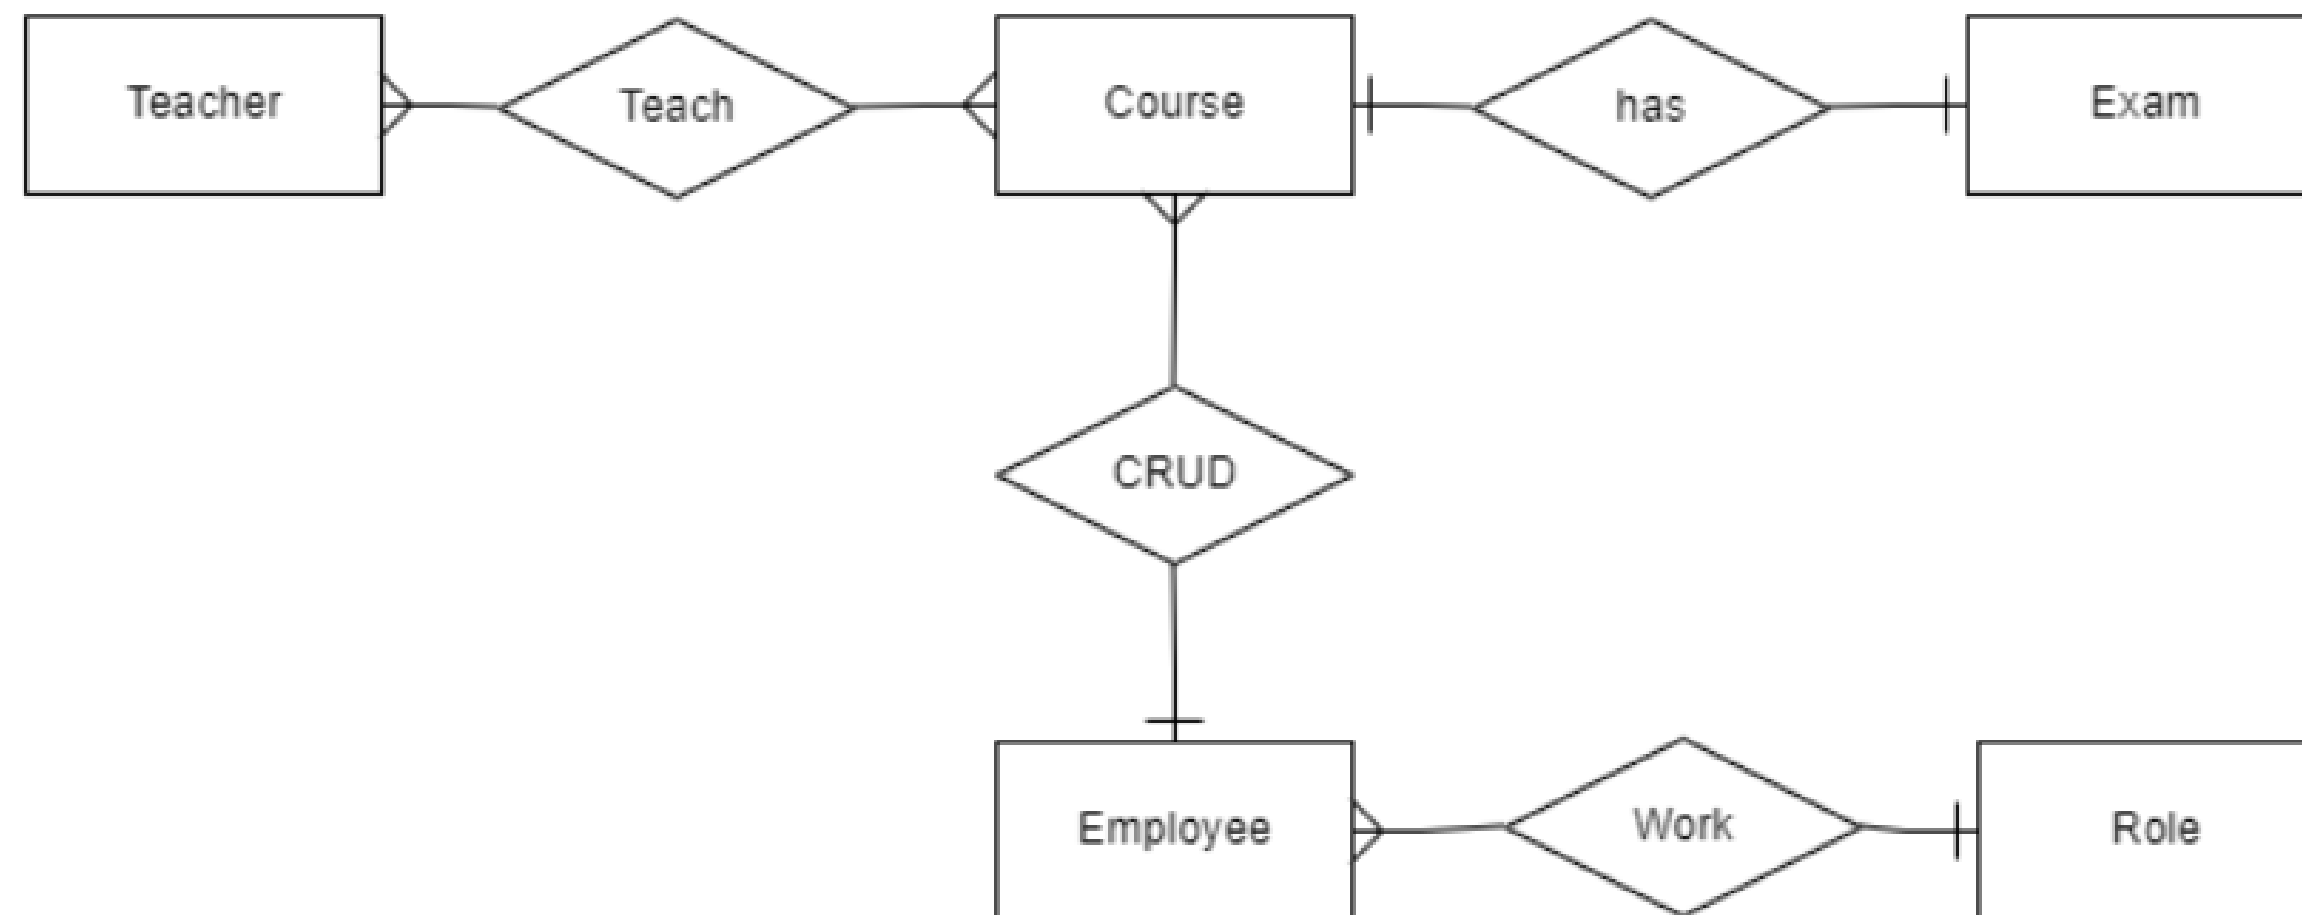 Teacher
Teach
Course
has
Exam
CRUD
Employee
Work
Role